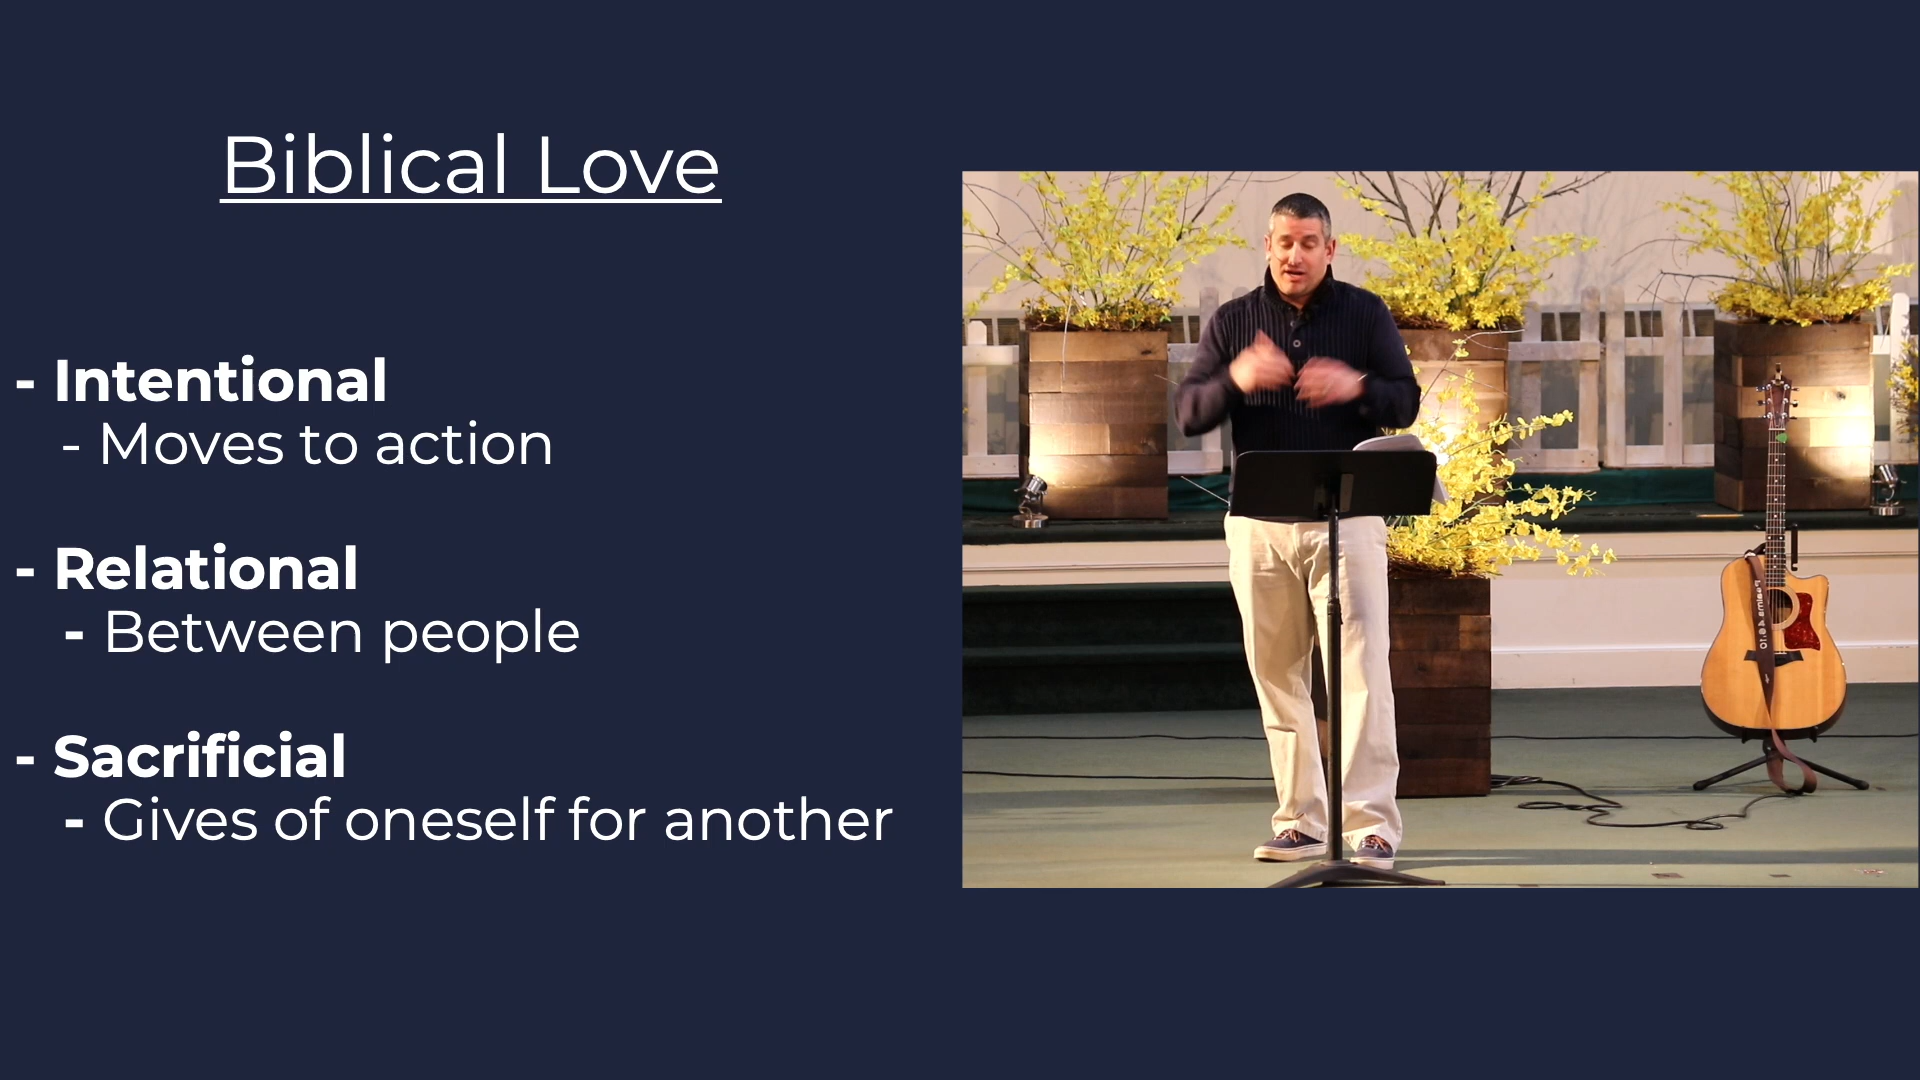 Biblical Love
- Intentional
- Moves to action
- Relational
- Between people
- Sacrificial
- Gives of oneself for another